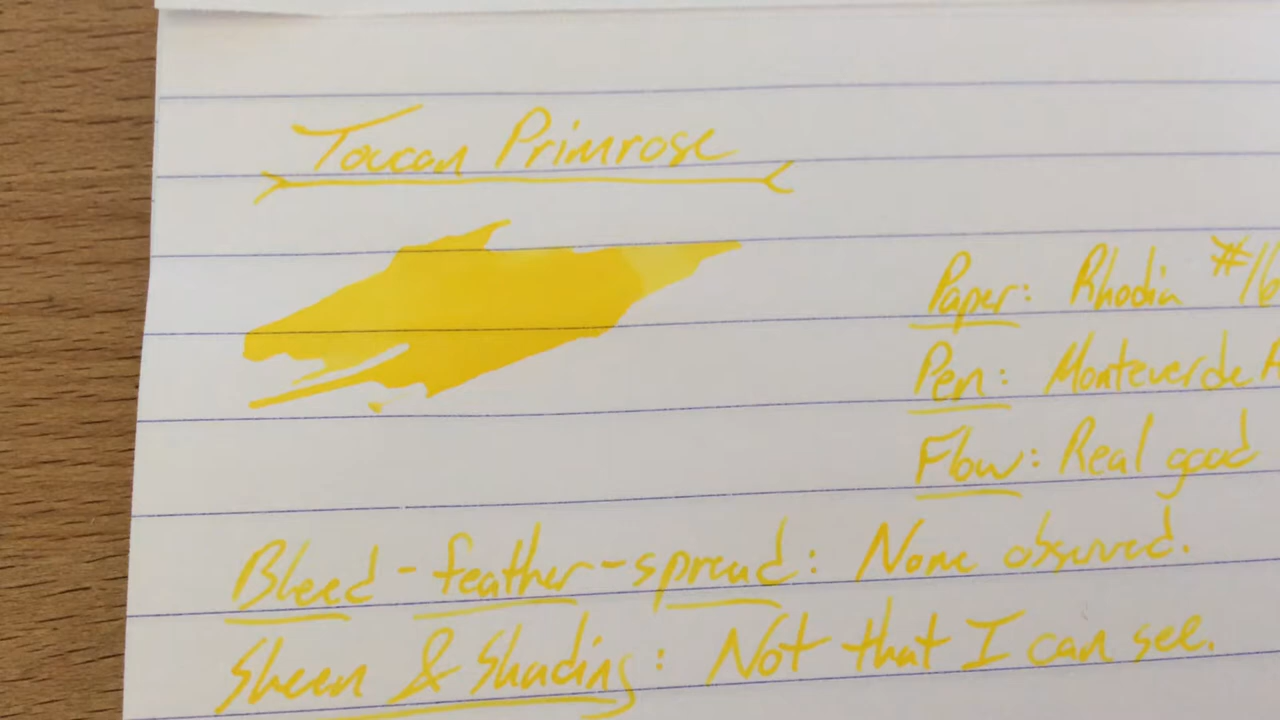 Toucan Primrose
Paper: Rhodia #16
Pen: Monteverde
Flow: Real good
Bleed-feather-spread: None observed.
Sheen & Shading: Not that I can see.